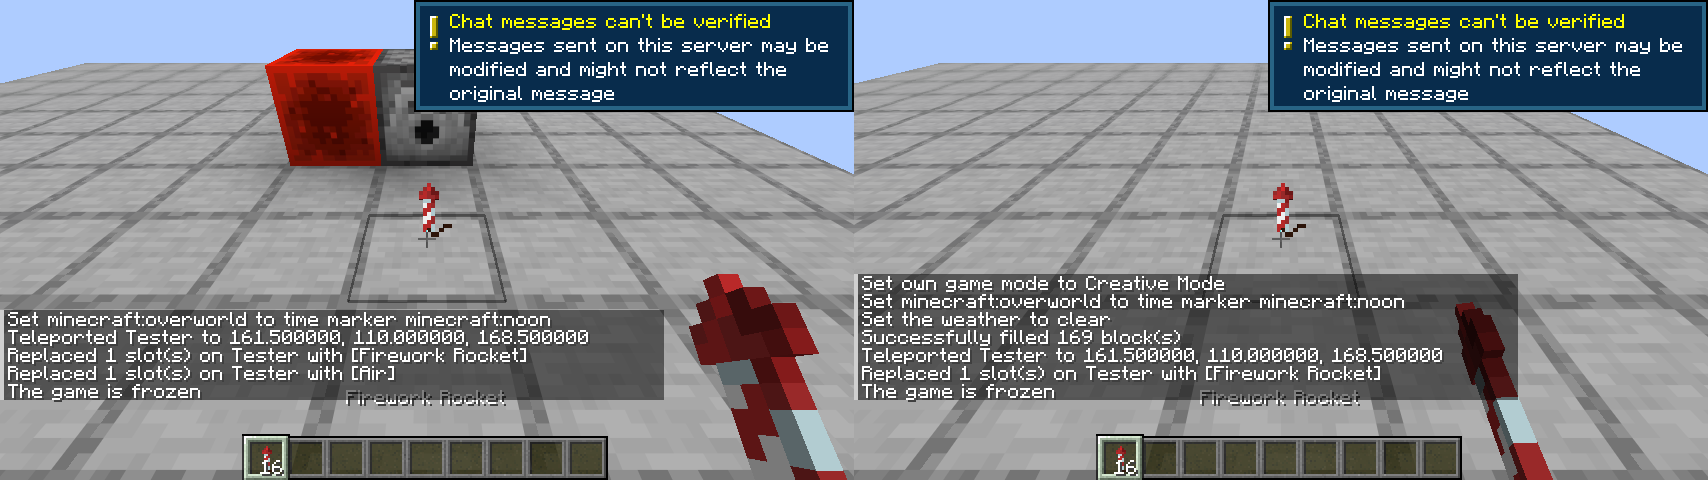 Chat messages can't be verified
Messages sent on this server may be
modified and might not reflect the
original message
Set minecraft:overworld to time marker minecraft:noon
Teleported Tester to 161.500000, 110.000000, 168.500000
Replaced 1 slot(s) on Tester with [Firework Rocket]
Replaced 1 slot(s) on Tester with [Air]
The game is frozen
Firework Rocket
16
Chat messages can't be verified
Messages sent on this server may be
modified and might not reflect the
original message
Set own game mode to Creative Mode
Set minecraft:overworld to time marker minecraft:noon
Set the weather to clear
Successfully filled 169 block(s)
Teleported Tester to 161.500000, 110.000000, 168.500000
Replaced 1 slot(s) on Tester with [Firework Rocket]
The game is frozen
Firework Rocket
16